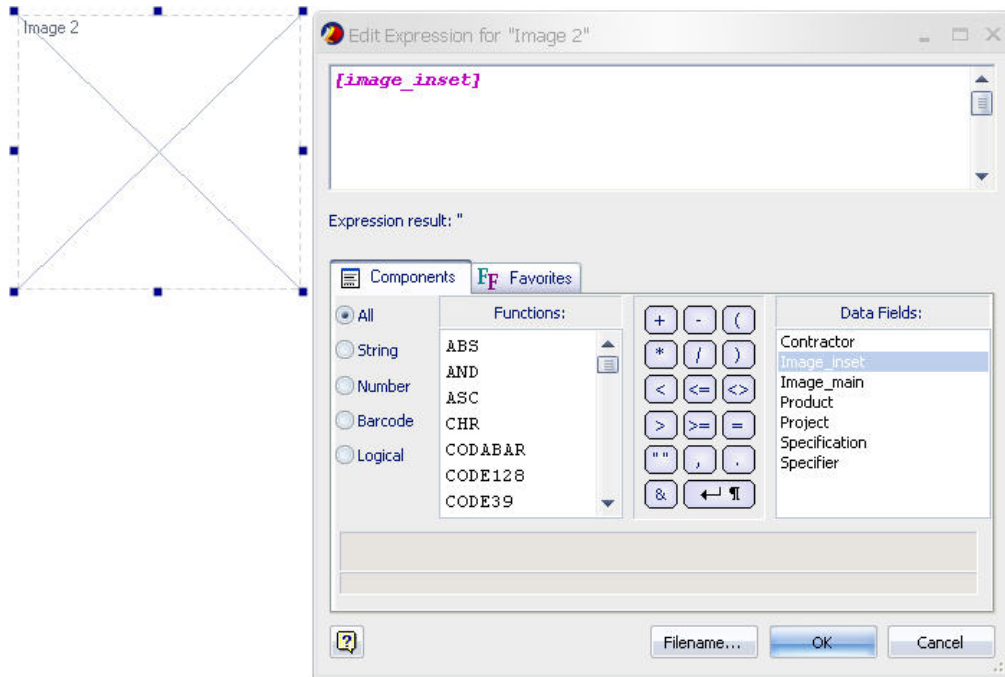 Image 2
Edit Expression for "Image 2"
[image_inset]
Expression result: ''
Components
FF Favorites
All
String
Number
Barcode
Logical
Functions:
ABS
AND
ASC
CHR
CODABAR
CODE128
CODE39
+ - (
* / )
< <= <>
> >= =
" " , .
& ↵ ¶
Data Fields:
Contractor
Image_inset
Image_main
Product
Project
Specification
Specifier
?
Filename...
OK
Cancel